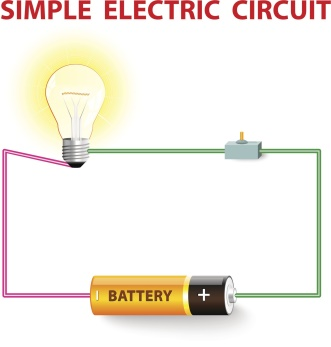 SIMPLE ELECTRIC CIRCUIT
BATTERY +